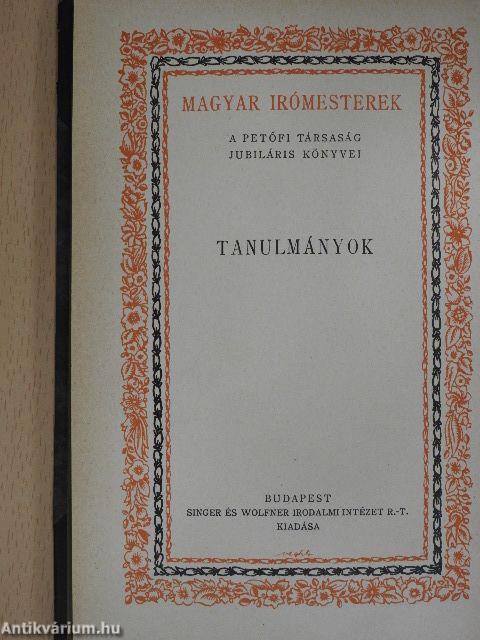 MAGYAR IRÓMESTEREK
A PETŐFI TÁRSASÁG
JUBILÁRIS KÖNYVEI
TANULMÁNYOK
BUDAPEST
SINGER ÉS WOLFNER IRODALMI INTÉZET R.-T.
KIADÁSA
Antikvárium.hu